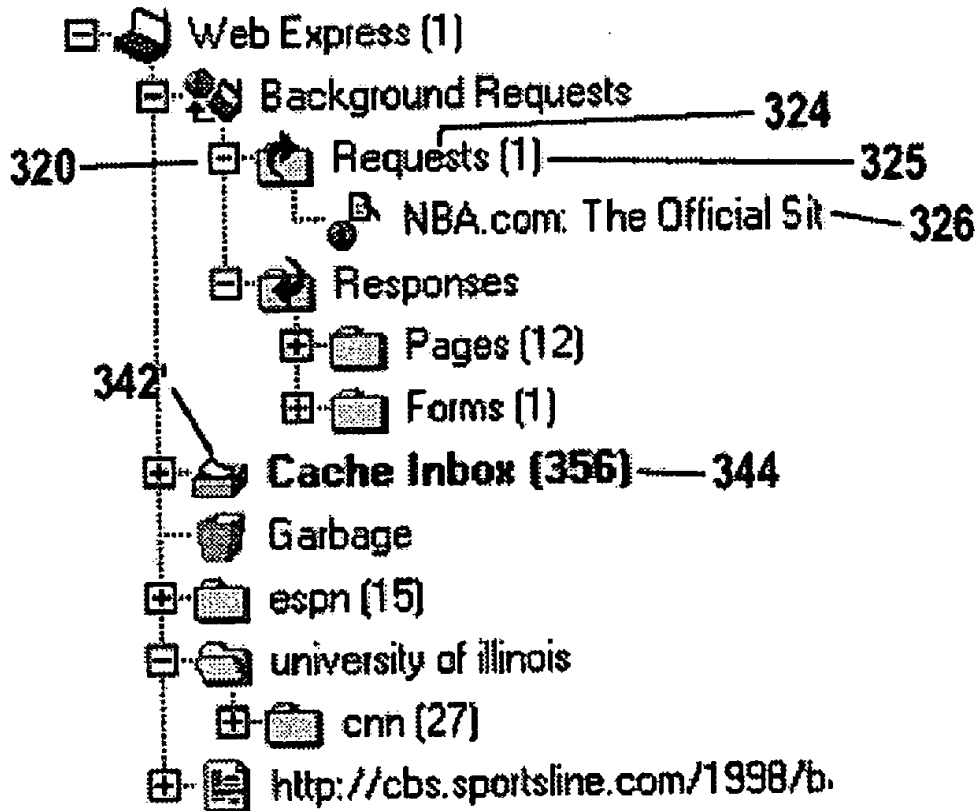 Web Express (1)
Background Requests
324
320 Requests (1) 325
NBA.com: The Official Sit 326
Responses
Pages (12)
342'
Forms (1)
Cache Inbox (356) 344
Garbage
espn (15)
university of illinois
cnn (27)
http://cbs.sportsline.com/1998/b